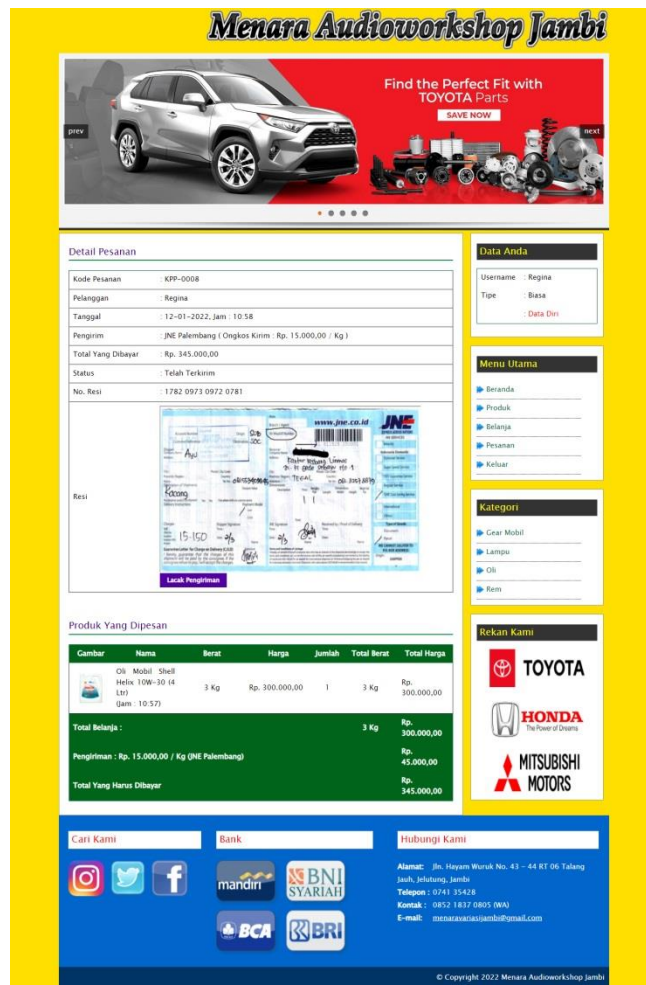 Menara Audioworkshop Jambi
Find the Perfect Fit with
TOYOTA Parts
SAVE NOW
prev
next
Detail Pesanan
Kode Pesanan : KPP-0008
Pelanggan : Regina
Tanggal : 12-01-2022, Jam : 10:58
Pengirim : JNE Palembang ( Ongkos Kirim : Rp. 15.000,00 / Kg )
Total Yang Dibayar : Rp. 345.000,00
Status : Telah Terkirim
No. Resi : 1782 0973 0972 0781
Resi
www.jne.co.id
JNE
Ayu
TEGAL
Kacang
Lacak Pengiriman
Produk Yang Dipesan
Gambar Nama Berat Harga Jumlah Total Berat Total Harga
Oli Mobil Shell
Helix 10W-30 (4
Ltr)
(Jam : 10:57)
3 Kg Rp. 300.000,00 1 3 Kg Rp.
300.000,00
Total Belanja : 3 Kg Rp.
300.000,00
Pengiriman : Rp. 15.000,00 / Kg (JNE Palembang) Rp.
45.000,00
Total Yang Harus Dibayar Rp.
345.000,00
Data Anda
Username : Regina
Tipe : Biasa
: Data Diri
Menu Utama
Beranda
Produk
Belanja
Pesanan
Keluar
Kategori
Gear Mobil
Lampu
Oli
Rem
Rekan Kami
TOYOTA
HONDA
The Power of Dreams
MITSUBISHI
MOTORS
Cari Kami
Bank
mandiri
BNI
SYARIAH
BCA
BRI
Hubungi Kami
Alamat: Jln. Hayam Wuruk No. 43 - 44 RT 06 Talang
Jauh, Jelutung, Jambi
Telepon : 0741 35428
Kontak : 0852 1837 0805 (WA)
E-mail: menaravariasijambi@gmail.com
© Copyright 2022 Menara Audioworkshop Jambi